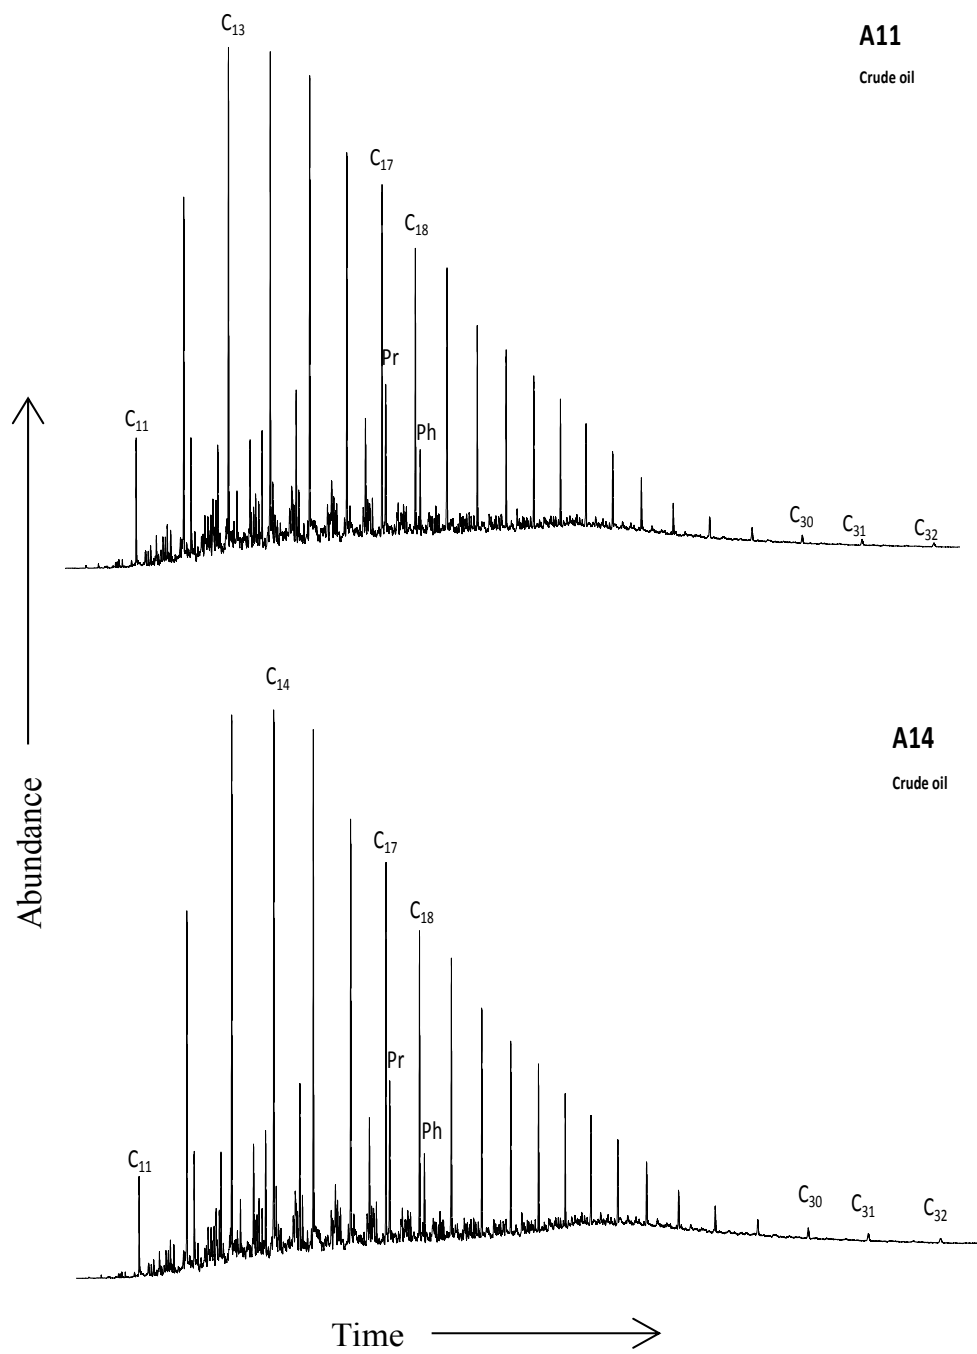 C13
A11
Crude oil
C17
C18
Pr
C11
Ph
C30
C31
C32
C14
A14
Crude oil
C17
C18
Pr
Ph
C11
C30
C31
C32
Abundance
Time